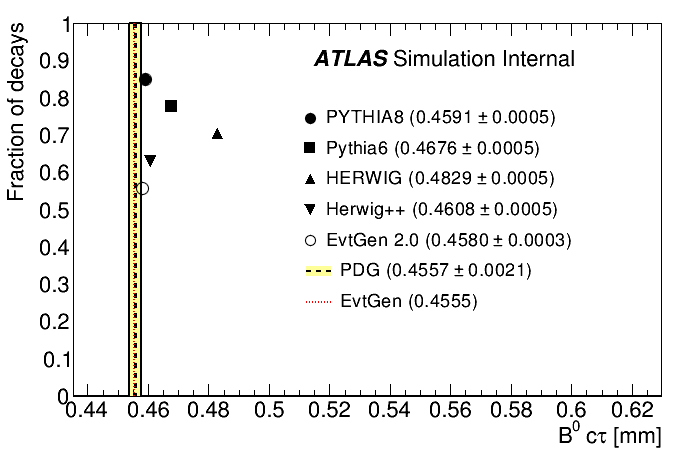 Fraction of decays
1
0.9
0.8
0.7
0.6
0.5
0.4
0.3
0.2
0.1
0
ATLAS Simulation Internal
PYTHIA8 (0.4591 ± 0.0005)
Pythia6 (0.4676 ± 0.0005)
HERWIG (0.4829 ± 0.0005)
Herwig++ (0.4608 ± 0.0005)
EvtGen 2.0 (0.4580 ± 0.0003)
PDG (0.4557 ± 0.0021)
EvtGen (0.4555)
0.44 0.46 0.48 0.5 0.52 0.54 0.56 0.58 0.6 0.62
B⁰ cτ [mm]